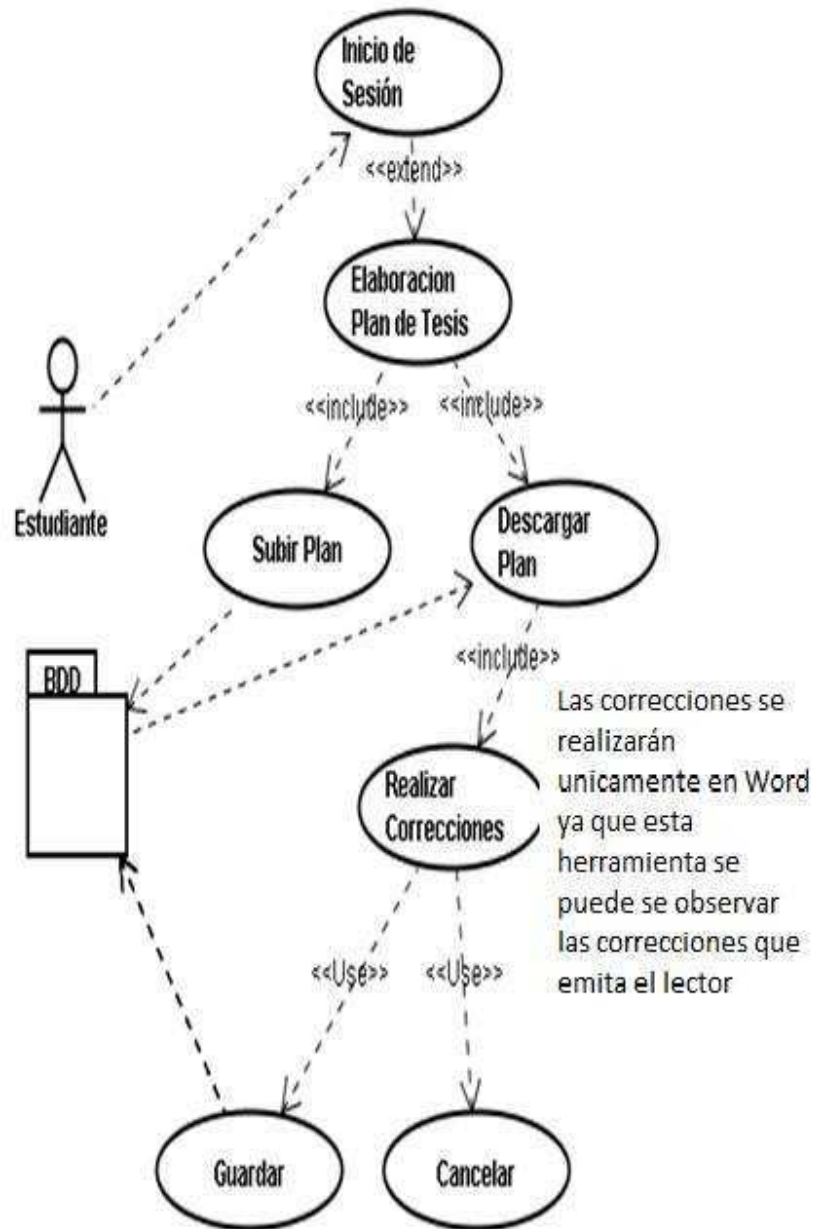 Inicio de
Sesión
<<extend>>
Elaboracion
Plan de Tesis
<<include>>
<<include>>
Estudiante
Subir Plan
Descargar
Plan
BDD
<<include>>
Las correcciones se
realizarán
unicamente en Word
ya que esta
herramienta se
puede se observar
las correcciones que
emita el lector
Realizar
Correcciones
<<Use>>
<<Use>>
Guardar
Cancelar